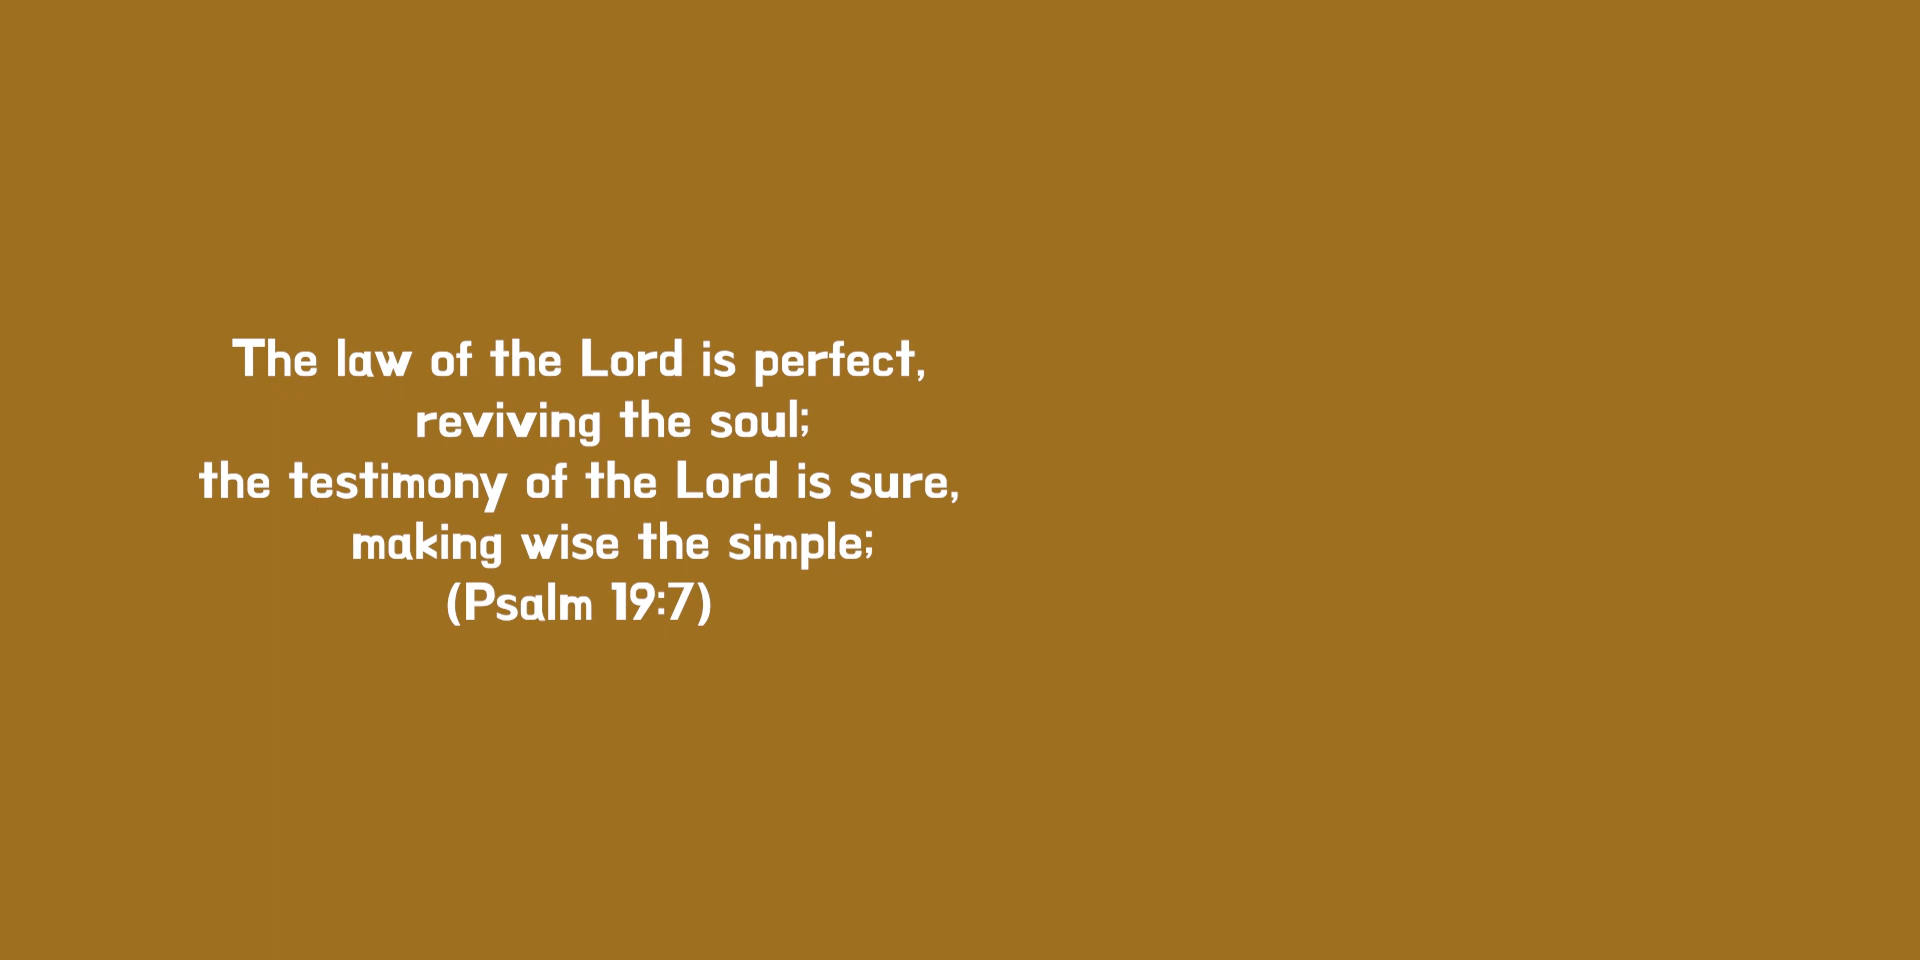 The law of the Lord is perfect,
reviving the soul;
the testimony of the Lord is sure,
making wise the simple;
(Psalm 19:7)